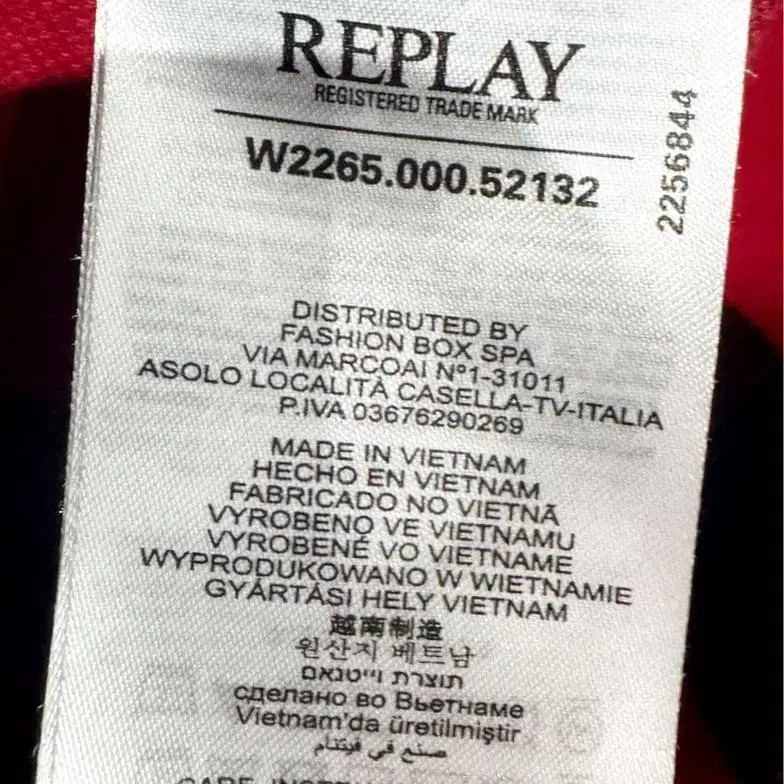 REPLAY
REGISTERED TRADE MARK
W2265.000.52132
2256844
DISTRIBUTED BY
FASHION BOX SPA
VIA MARCOAI N°1-31011
ASOLO LOCALITÀ CASELLA-TV-ITALIA
P.IVA 03676290269
MADE IN VIETNAM
HECHO EN VIETNAM
FABRICADO NO VIETNÃ
VYROBENO VE VIETNAMU
VYROBENÉ VO VIETNAME
WYPRODUKOWANO W WIETNAMIE
GYÁRTÁSI HELY VIETNAM
越南制造
원산지 베트남
תוצרת וייטנאם
сделано во Вьетнаме
Vietnam'da üretilmiştir
صنع في فيتنام